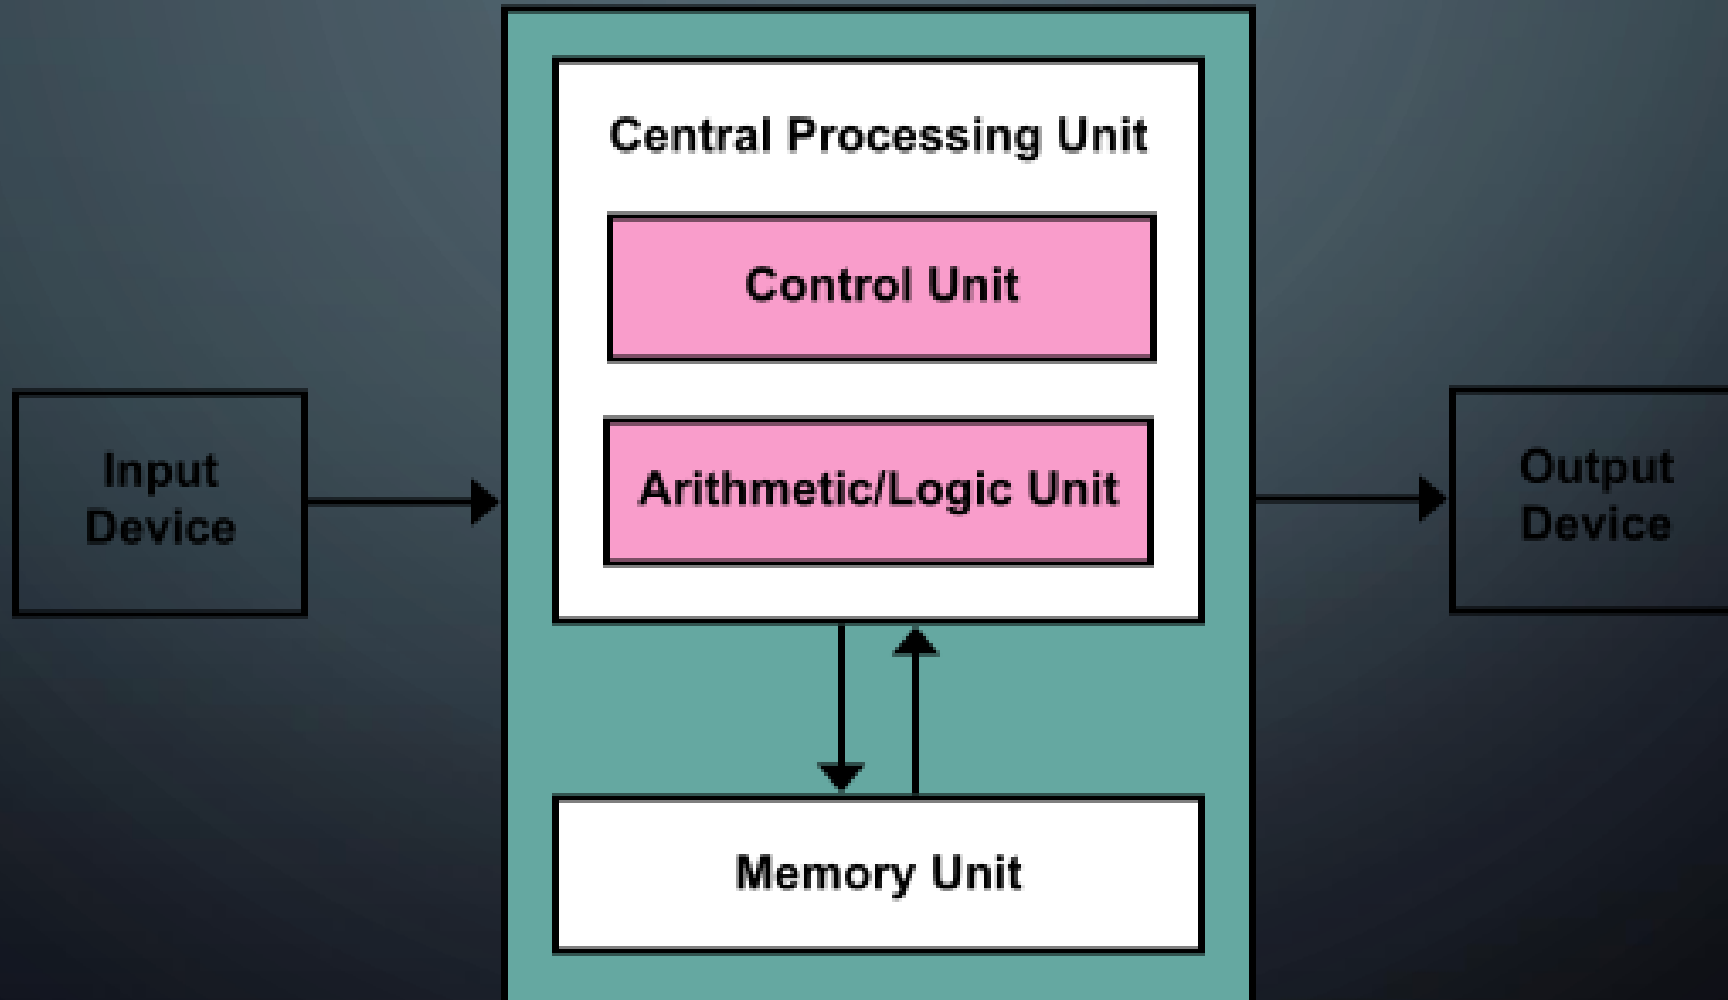 Central Processing Unit
Control Unit
Arithmetic/Logic Unit
Input
Device
Output
Device
Memory Unit